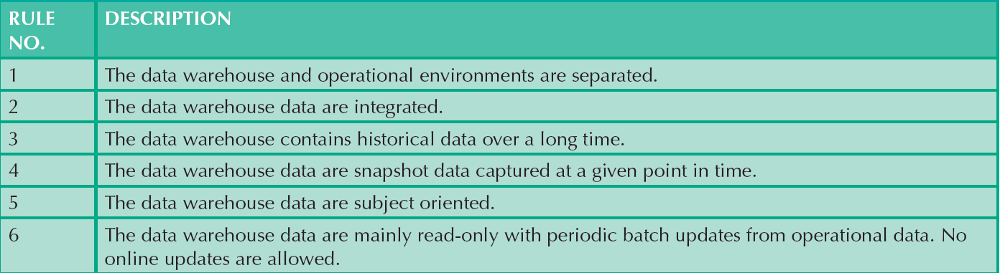 RULE DESCRIPTION
NO.
1 The data warehouse and operational environments are separated.
2 The data warehouse data are integrated.
3 The data warehouse contains historical data over a long time.
4 The data warehouse data are snapshot data captured at a given point in time.
5 The data warehouse data are subject oriented.
6 The data warehouse data are mainly read-only with periodic batch updates from operational data. No
online updates are allowed.